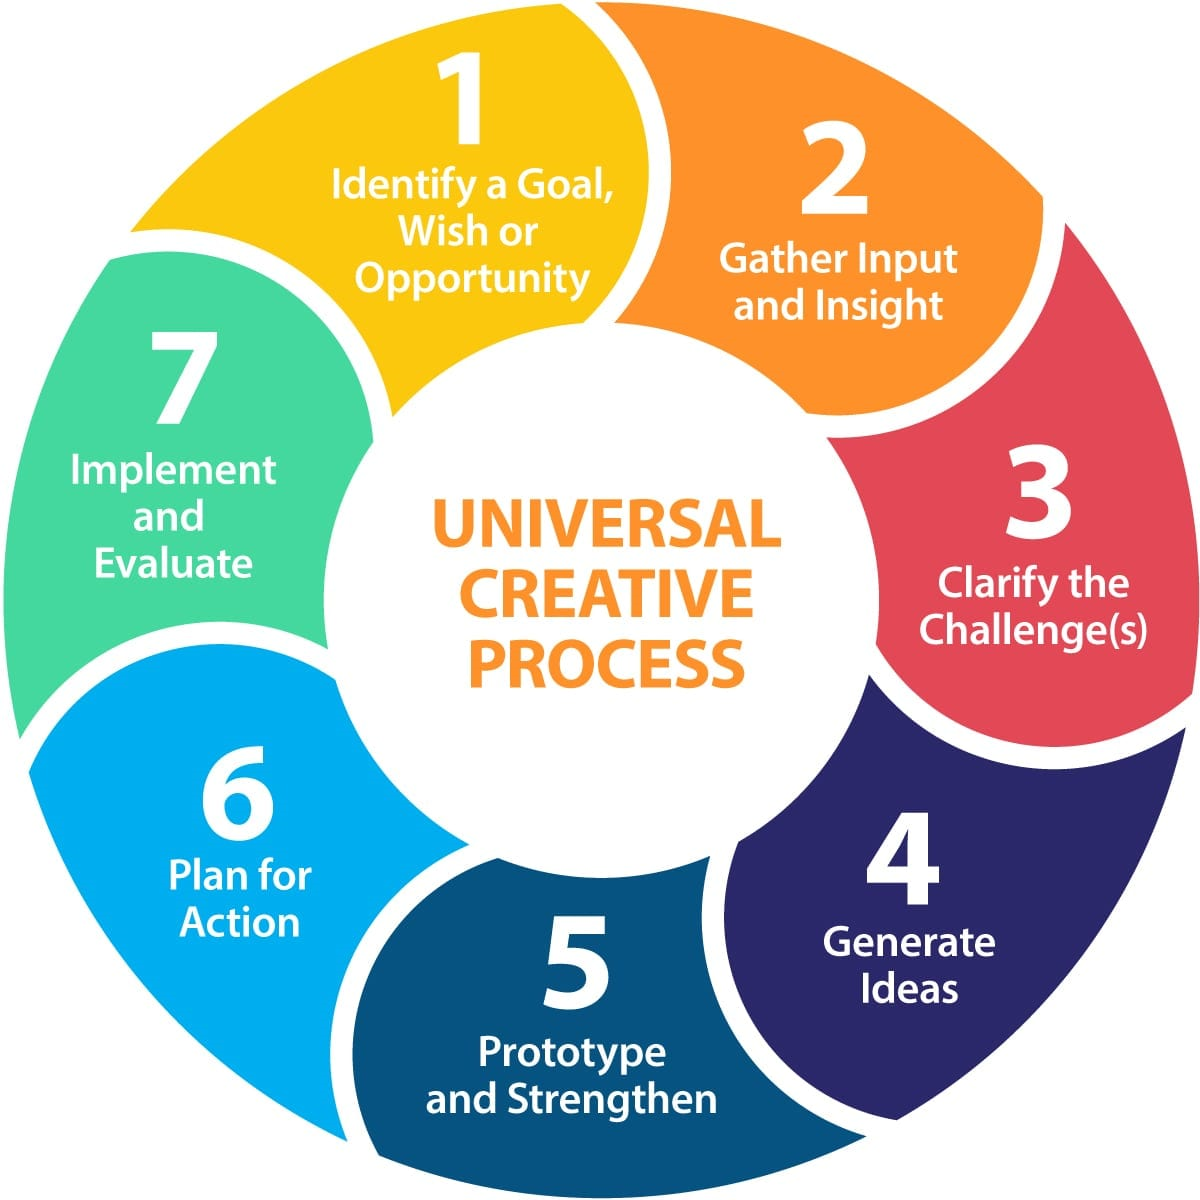 UNIVERSAL
CREATIVE
PROCESS
1
Identify a Goal,
Wish or
Opportunity
2
Gather Input
and Insight
3
Clarify the
Challenge(s)
4
Generate
Ideas
5
Prototype
and Strengthen
6
Plan for
Action
7
Implement
and
Evaluate